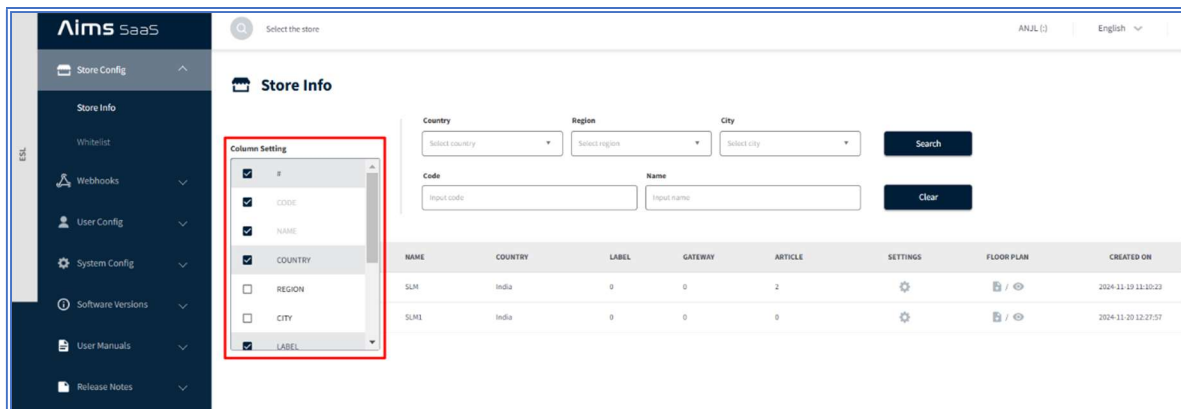 Aims SaaS
Select the store
ANJL (:)
English
ESL
Store Config
Store Info
Whitelist
Webhooks
User Config
System Config
Software Versions
User Manuals
Release Notes
Store Info
Column Setting
#
CODE
NAME
COUNTRY
REGION
CITY
LABEL
Country
Region
City
Select country
Select region
Select city
Search
Code
Name
Input code
Input name
Clear
NAME COUNTRY LABEL GATEWAY ARTICLE SETTINGS FLOOR PLAN CREATED ON
SLM India 0 0 2 / 2024-11-19 11:10:23
SLM1 India 0 0 0 / 2024-11-20 12:27:57